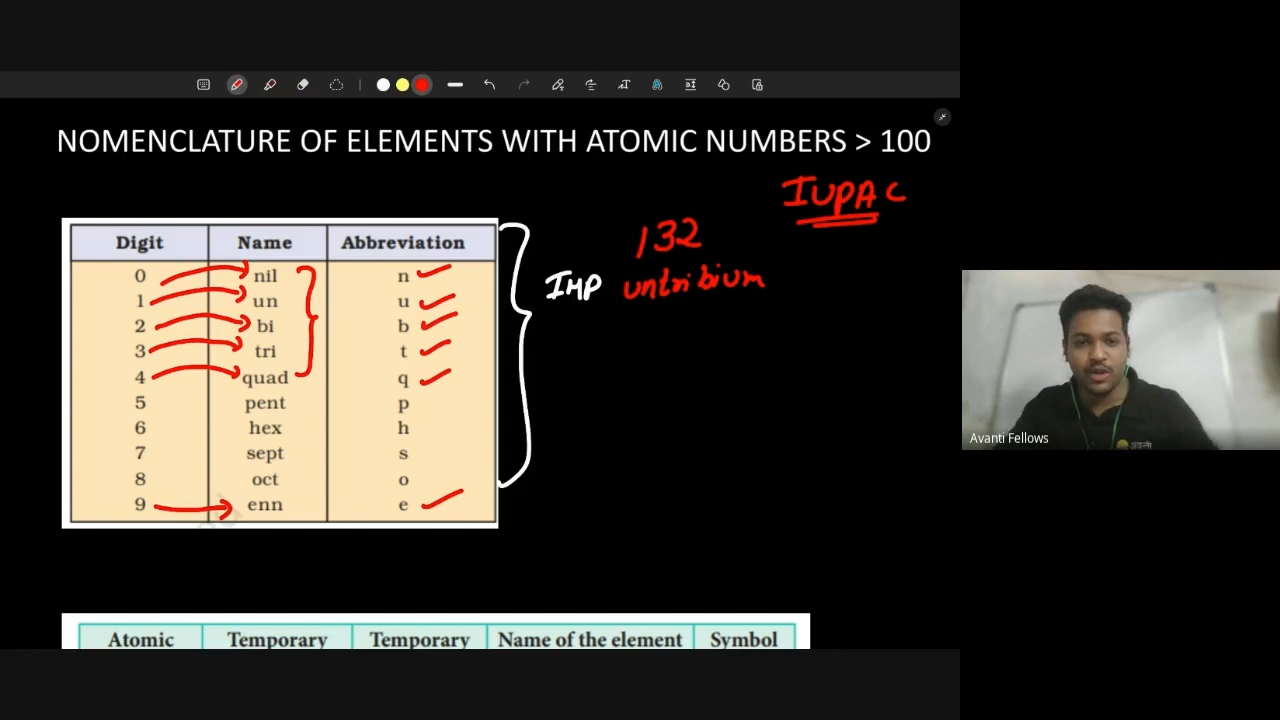 NOMENCLATURE OF ELEMENTS WITH ATOMIC NUMBERS > 100
IUPAC
132
untribium
IMP
Digit Name Abbreviation
0 nil n
1 un u
2 bi b
3 tri t
4 quad q
5 pent p
6 hex h
7 sept s
8 oct o
9 enn e
Atomic Temporary Temporary Name of the element Symbol
Avanti Fellows
अवन्ती